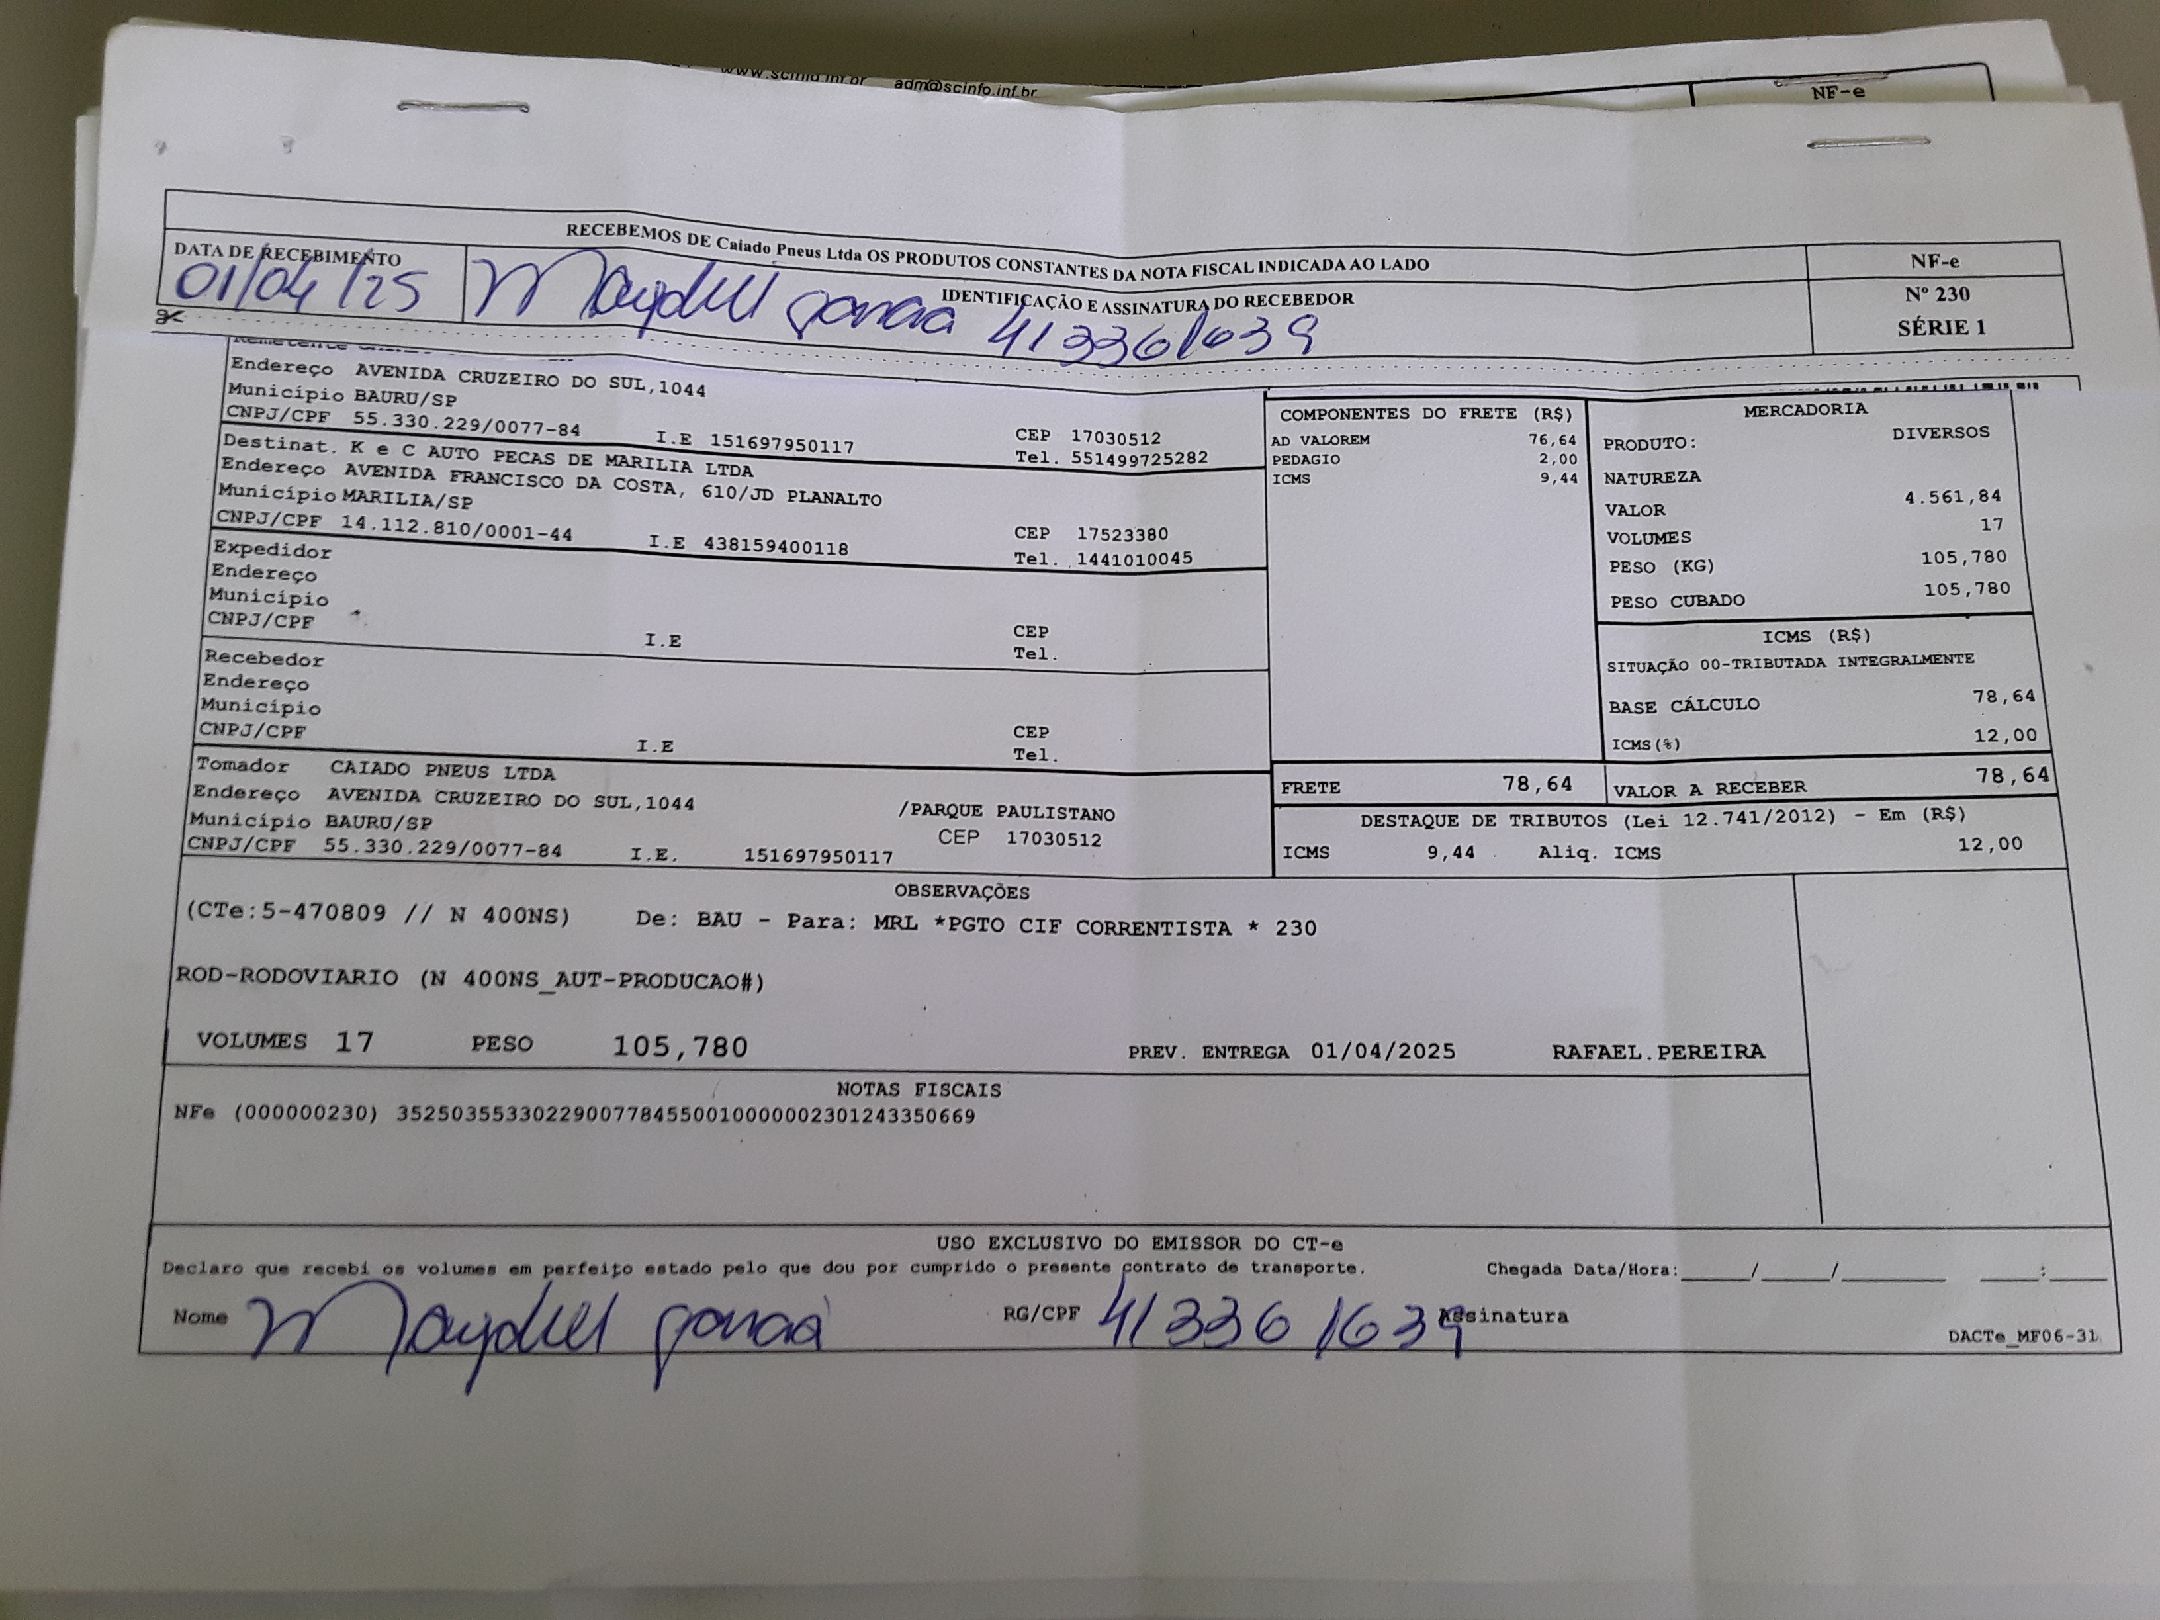 www.scinfo.inf.br adm@scinfo.inf.br
NF-e
RECEBEMOS DE Caiado Pneus Ltda OS PRODUTOS CONSTANTES DA NOTA FISCAL INDICADA AO LADO
DATA DE RECEBIMENTO
01/04/25
IDENTIFICAÇÃO E ASSINATURA DO RECEBEDOR
413361639
NF-e
Nº 230
SÉRIE 1
Endereço AVENIDA CRUZEIRO DO SUL,1044
Município BAURU/SP
CNPJ/CPF 55.330.229/0077-84 I.E 151697950117
CEP 17030512
Tel. 551499725282
Destinat. K e C AUTO PECAS DE MARILIA LTDA
Endereço AVENIDA FRANCISCO DA COSTA, 610/JD PLANALTO
Município MARILIA/SP
CNPJ/CPF 14.112.810/0001-44 I.E 438159400118
CEP 17523380
Tel. 1441010045
Expedidor
Endereço
Município
CNPJ/CPF I.E
CEP
Tel.
Recebedor
Endereço
Município
CNPJ/CPF I.E
CEP
Tel.
Tomador CAIADO PNEUS LTDA
Endereço AVENIDA CRUZEIRO DO SUL,1044 /PARQUE PAULISTANO
Município BAURU/SP CEP 17030512
CNPJ/CPF 55.330.229/0077-84 I.E. 151697950117
COMPONENTES DO FRETE (R$)
AD VALOREM 76,64
PEDAGIO 2,00
ICMS 9,44
MERCADORIA
PRODUTO: DIVERSOS
NATUREZA
VALOR 4.561,84
VOLUMES 17
PESO (KG) 105,780
PESO CUBADO 105,780
ICMS (R$)
SITUAÇÃO 00-TRIBUTADA INTEGRALMENTE
BASE CÁLCULO 78,64
ICMS(%) 12,00
FRETE 78,64 VALOR A RECEBER 78,64
DESTAQUE DE TRIBUTOS (Lei 12.741/2012) - Em (R$)
ICMS 9,44 Aliq. ICMS 12,00
OBSERVAÇÕES
(CTe:5-470809 // N 400NS) De: BAU - Para: MRL *PGTO CIF CORRENTISTA * 230
ROD-RODOVIARIO (N 400NS_AUT-PRODUCAO#)
VOLUMES 17 PESO 105,780 PREV. ENTREGA 01/04/2025 RAFAEL.PEREIRA
NOTAS FISCAIS
NFe (000000230) 35250355330229007784550010000002301243350669
USO EXCLUSIVO DO EMISSOR DO CT-e
Declaro que recebi os volumes em perfeito estado pelo que dou por cumprido o presente contrato de transporte. Chegada Data/Hora:_____/_____/________ ____:____
Nome RG/CPF 413361639 Assinatura
DACTe_MF06-31